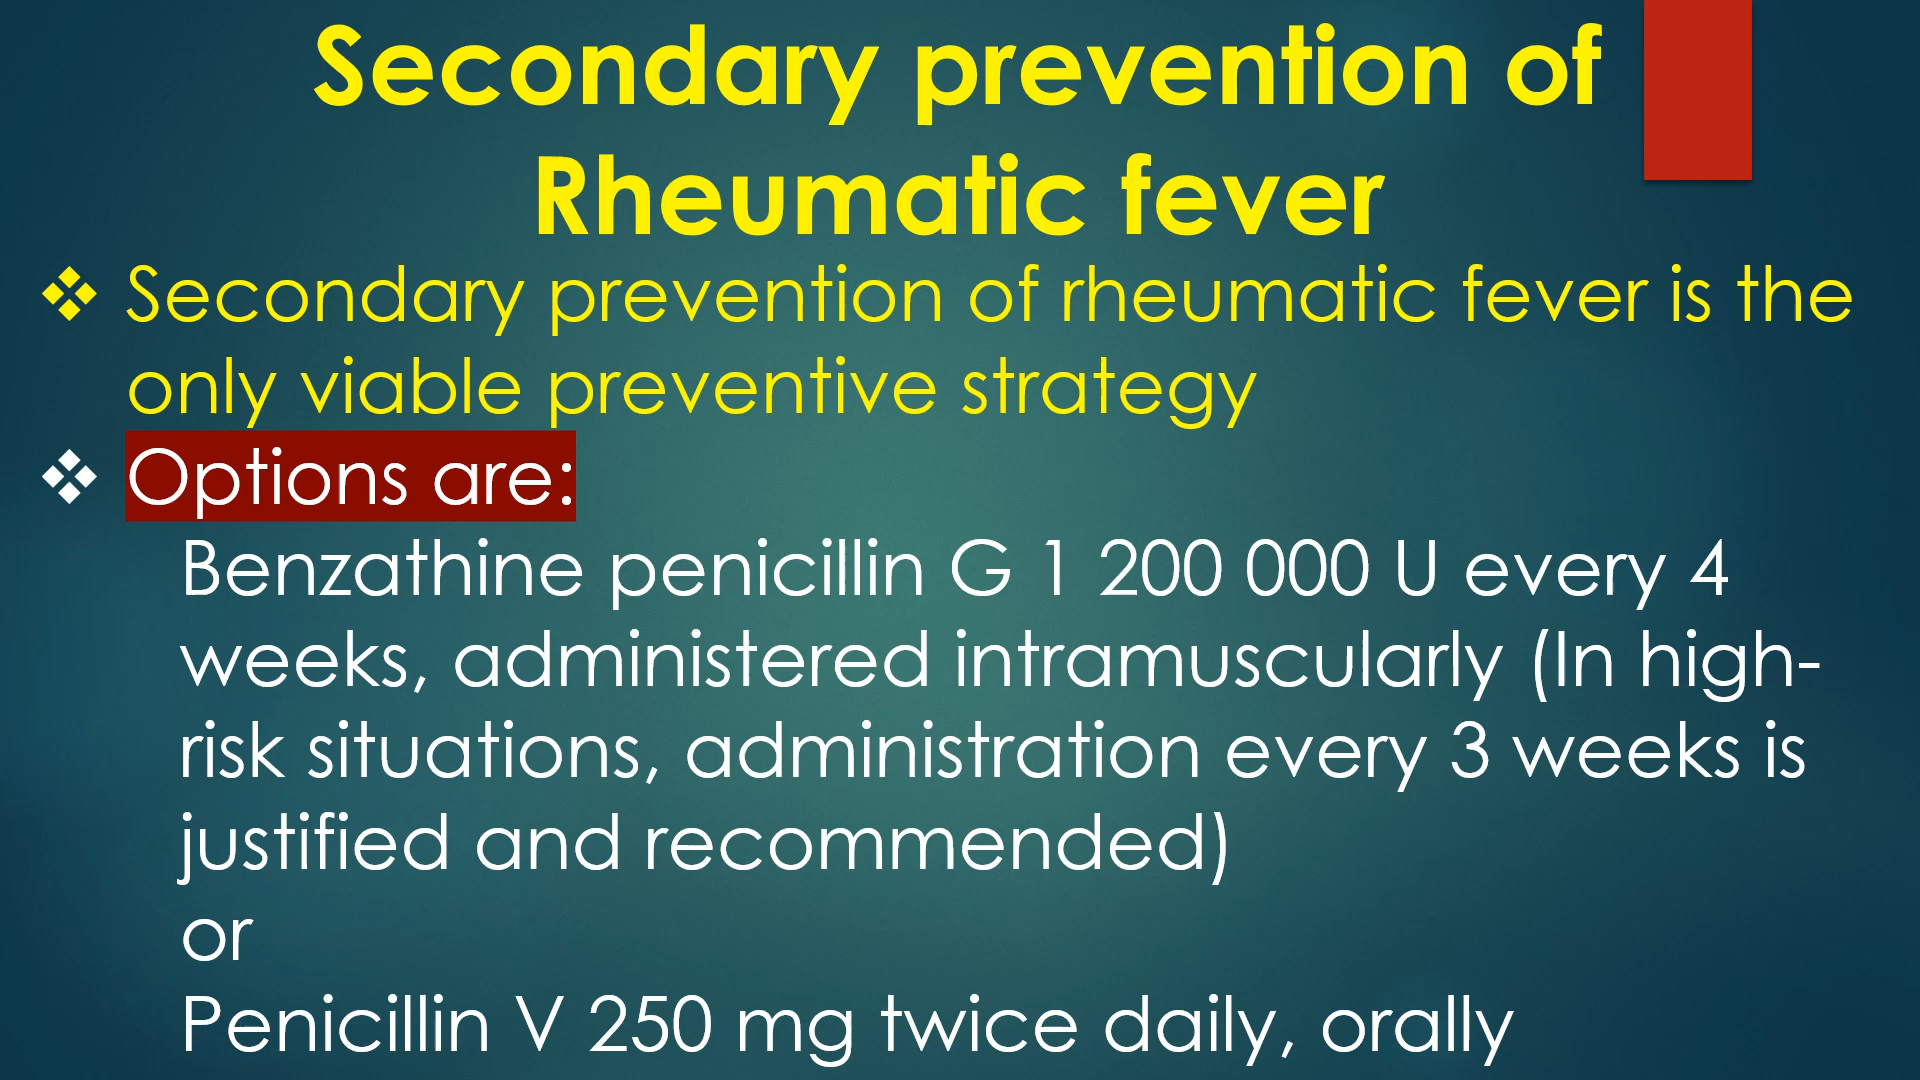 Secondary prevention of
Rheumatic fever
❖ Secondary prevention of rheumatic fever is the
only viable preventive strategy
❖ Options are:
Benzathine penicillin G 1 200 000 U every 4
weeks, administered intramuscularly (In high-
risk situations, administration every 3 weeks is
justified and recommended)
or
Penicillin V 250 mg twice daily, orally